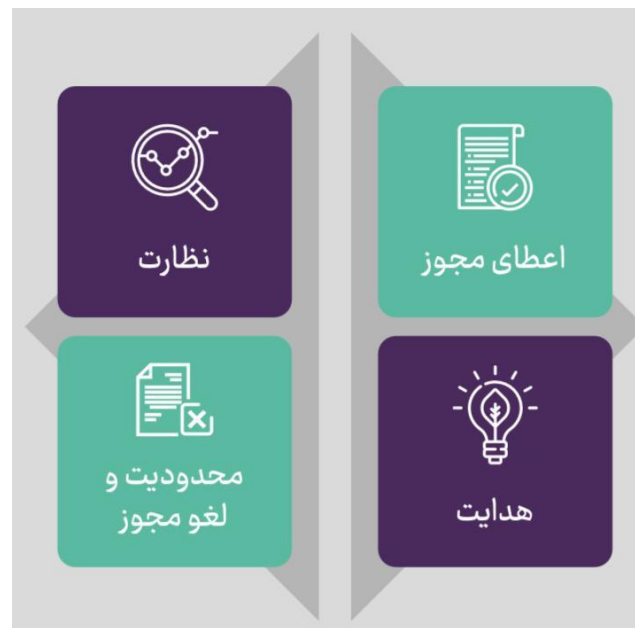 اعطای مجوز
نظارت
هدایت
محدودیت و
لغو مجوز